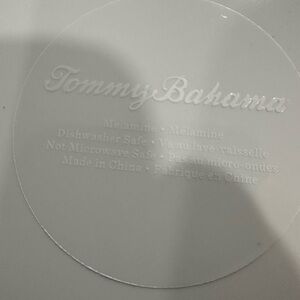 Tommy Bahama
Melamine • Melamine
Dishwasher Safe • Va au lave-vaisselle
Not Microwave Safe • Pas au micro-ondes
Made in China • Fabriqué en Chine